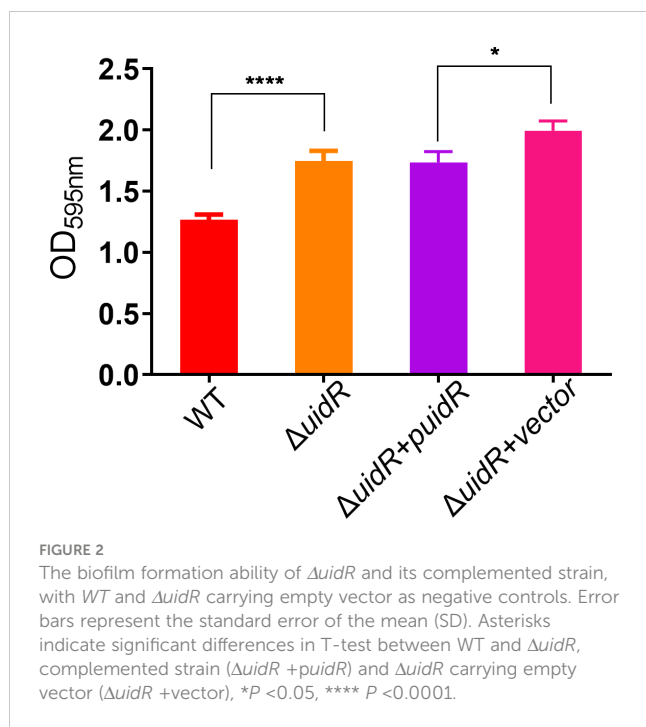 2.5
2.0
1.5
1.0
0.5
0.0
OD595nm
****
*
WT
ΔuidR
ΔuidR+puidR
ΔuidR+vector
FIGURE 2
The biofilm formation ability of ΔuidR and its complemented strain,
with WT and ΔuidR carrying empty vector as negative controls. Error
bars represent the standard error of the mean (SD). Asterisks
indicate significant differences in T-test between WT and ΔuidR,
complemented strain (ΔuidR +puidR) and ΔuidR carrying empty
vector (ΔuidR +vector), *P <0.05, **** P <0.0001.